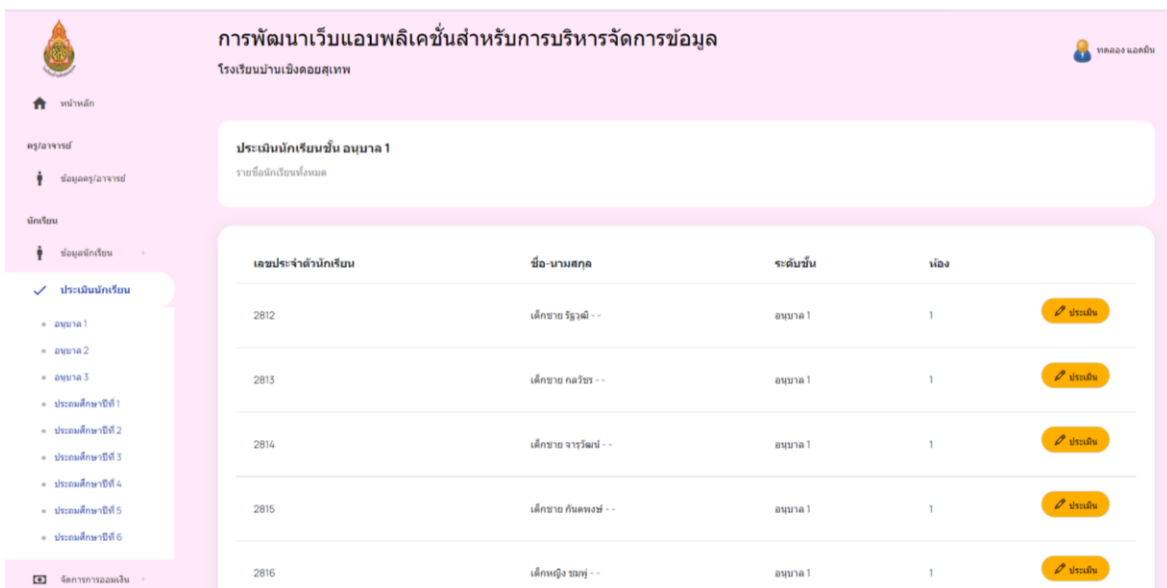 การพัฒนาเว็บแอบพลิเคชั่นสำหรับการบริหารจัดการข้อมูล
โรงเรียนบ้านเชิงดอยสุเทพ
ทดลอง แอดมิน
หน้าหลัก
ครู/อาจารย์
ข้อมูลครู/อาจารย์
นักเรียน
ข้อมูลนักเรียน
ประเมินนักเรียน
อนุบาล 1
อนุบาล 2
อนุบาล 3
ประถมศึกษาปีที่ 1
ประถมศึกษาปีที่ 2
ประถมศึกษาปีที่ 3
ประถมศึกษาปีที่ 4
ประถมศึกษาปีที่ 5
ประถมศึกษาปีที่ 6
จัดการการออมเงิน
ประเมินนักเรียนชั้น อนุบาล 1
รายชื่อนักเรียนทั้งหมด
เลขประจำตัวนักเรียน ชื่อ-นามสกุล ระดับชั้น ห้อง
2812 เด็กชาย รัฐวุฒิ - - อนุบาล 1 1 ประเมิน
2813 เด็กชาย กลวัชร - - อนุบาล 1 1 ประเมิน
2814 เด็กชาย จารุวัฒน์ - - อนุบาล 1 1 ประเมิน
2815 เด็กชาย กันตพงษ์ - - อนุบาล 1 1 ประเมิน
2816 เด็กหญิง ชมพู่ - - อนุบาล 1 1 ประเมิน